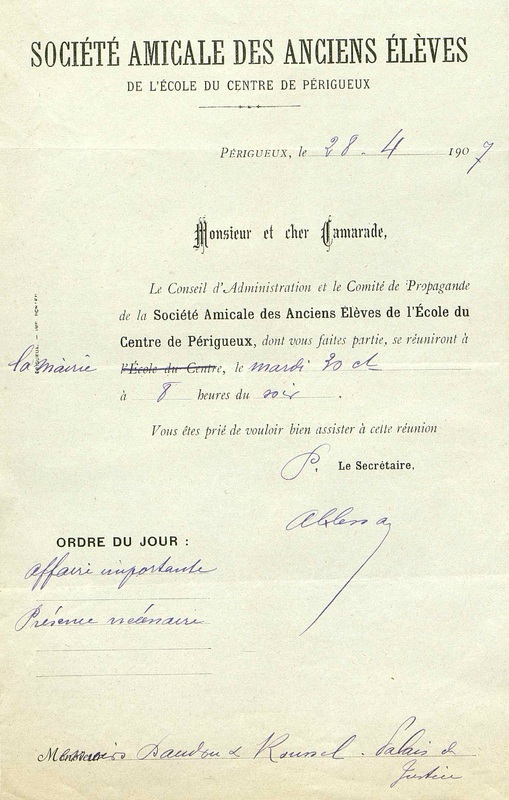 SOCIÉTÉ AMICALE DES ANCIENS ÉLÈVES
DE L'ÉCOLE DU CENTRE DE PÉRIGUEUX
PÉRIGUEUX, le 28 - 4 1907
Monsieur et cher Camarade,
Le Conseil d'Administration et le Comité de Propagande
de la Société Amicale des Anciens Élèves de l'École du
Centre de Périgueux, dont vous faites partie, se réuniront à
la mairie l'École du Centre, le mardi 30 ct
à 8 heures du soir.
Vous êtes prié de vouloir bien assister à cette réunion
P. Le Secrétaire,
ORDRE DU JOUR :
Affaire importante
Présence nécessaire
Daudou & Roussel. Palais de
Justice